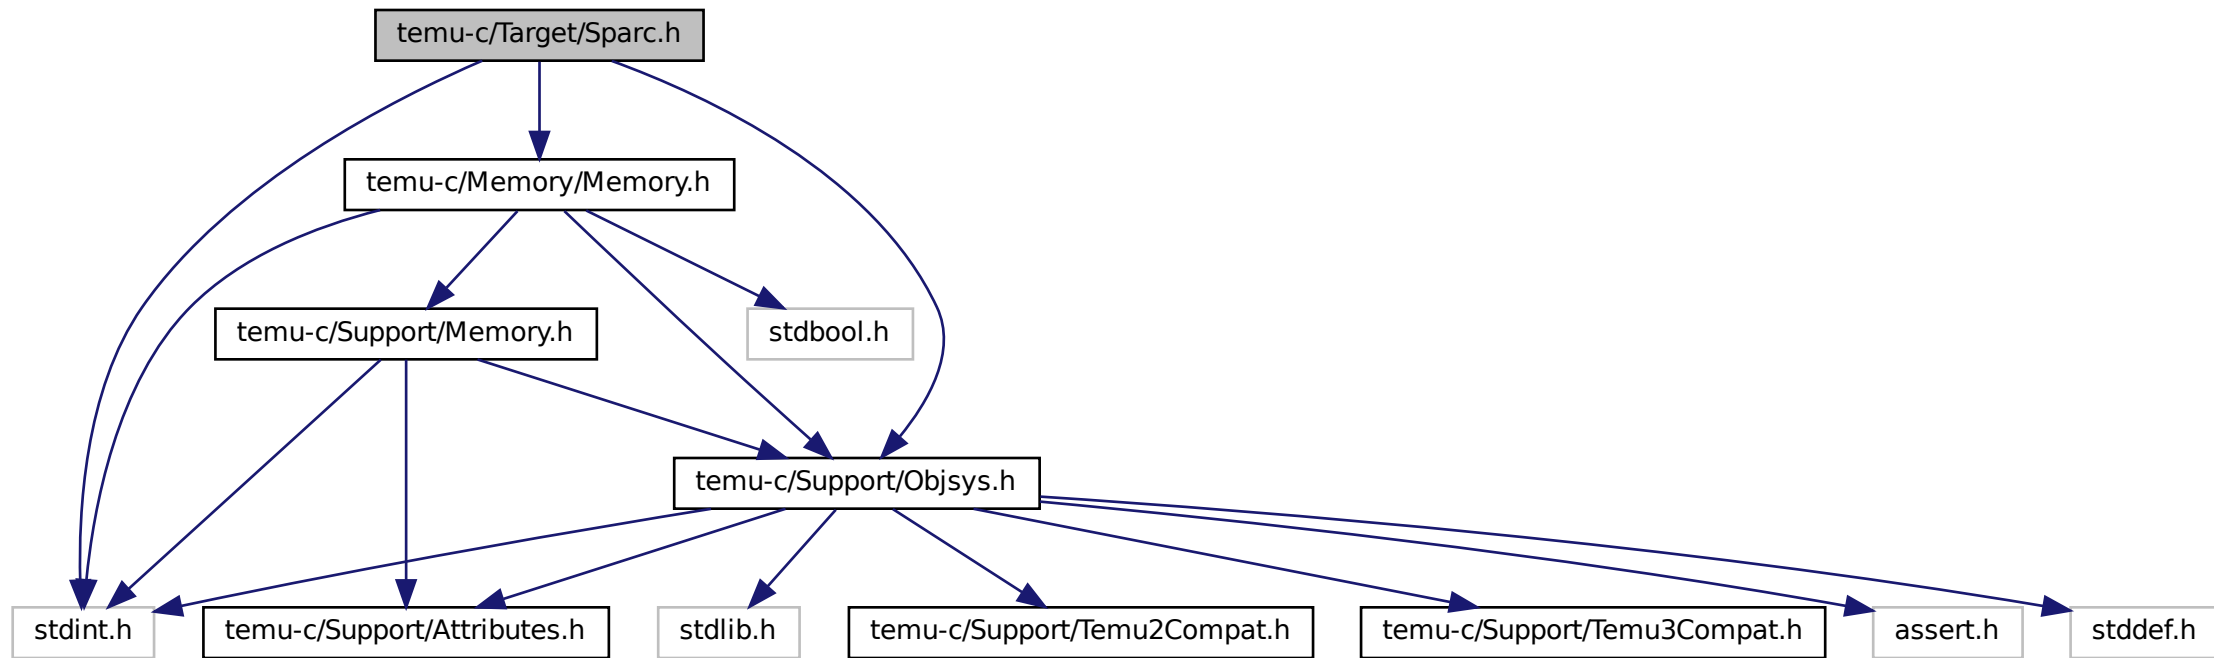 temu-c/Target/Sparc.h
temu-c/Memory/Memory.h
temu-c/Support/Memory.h
stdbool.h
temu-c/Support/Objsys.h
stdint.h
temu-c/Support/Attributes.h
stdlib.h
temu-c/Support/Temu2Compat.h
temu-c/Support/Temu3Compat.h
assert.h
stddef.h